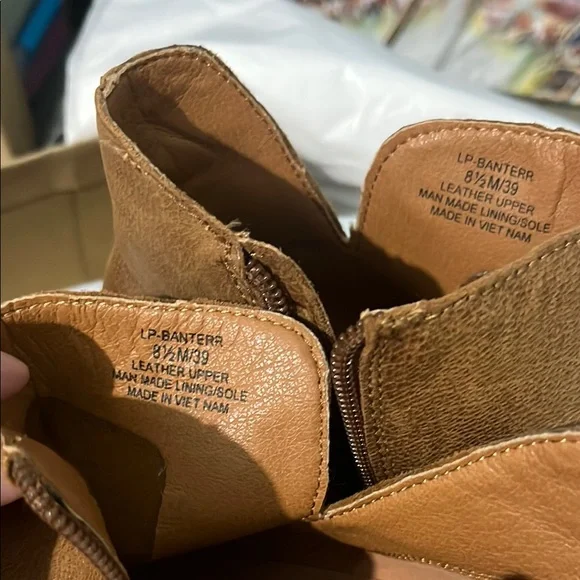 LP-BANTERR
8½M/39
LEATHER UPPER
MAN MADE LINING/SOLE
MADE IN VIET NAM
LP-BANTERR
8½M/39
LEATHER UPPER
MAN MADE LINING/SOLE
MADE IN VIET NAM